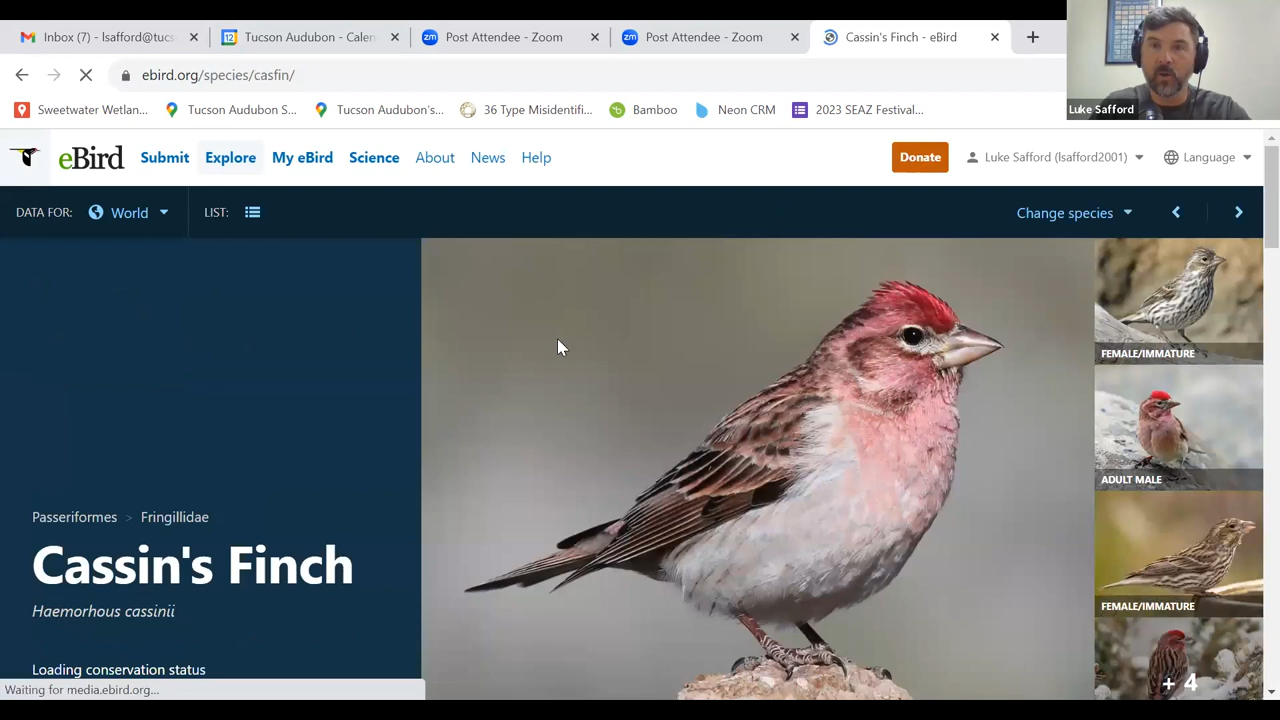 Inbox (7) - lsafford@tucs
Tucson Audubon - Calen
Post Attendee - Zoom
Post Attendee - Zoom
Cassin's Finch - eBird
ebird.org/species/casfin/
Sweetwater Wetlan...
Tucson Audubon S...
Tucson Audubon's...
36 Type Misidentifi...
Bamboo
Neon CRM
2023 SEAZ Festival...
Luke Safford
eBird
Submit
Explore
My eBird
Science
About
News
Help
Donate
Luke Safford (lsafford2001)
Language
DATA FOR:
World
LIST:
Change species
FEMALE/IMMATURE
ADULT MALE
FEMALE/IMMATURE
+ 4
Passeriformes > Fringillidae
Cassin's Finch
Haemorhous cassinii
Loading conservation status
Waiting for media.ebird.org...